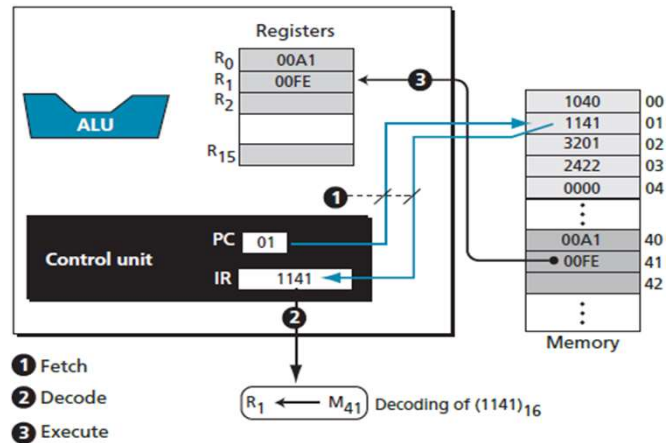 Registers
R0 00A1
R1 00FE
R2
R15
ALU
3
1040 00
1141 01
3201 02
2422 03
0000 04
00A1 40
00FE 41
42
Memory
1
Control unit
PC 01
IR 1141
2
1 Fetch
2 Decode
3 Execute
R1 ← M41 Decoding of (1141)16